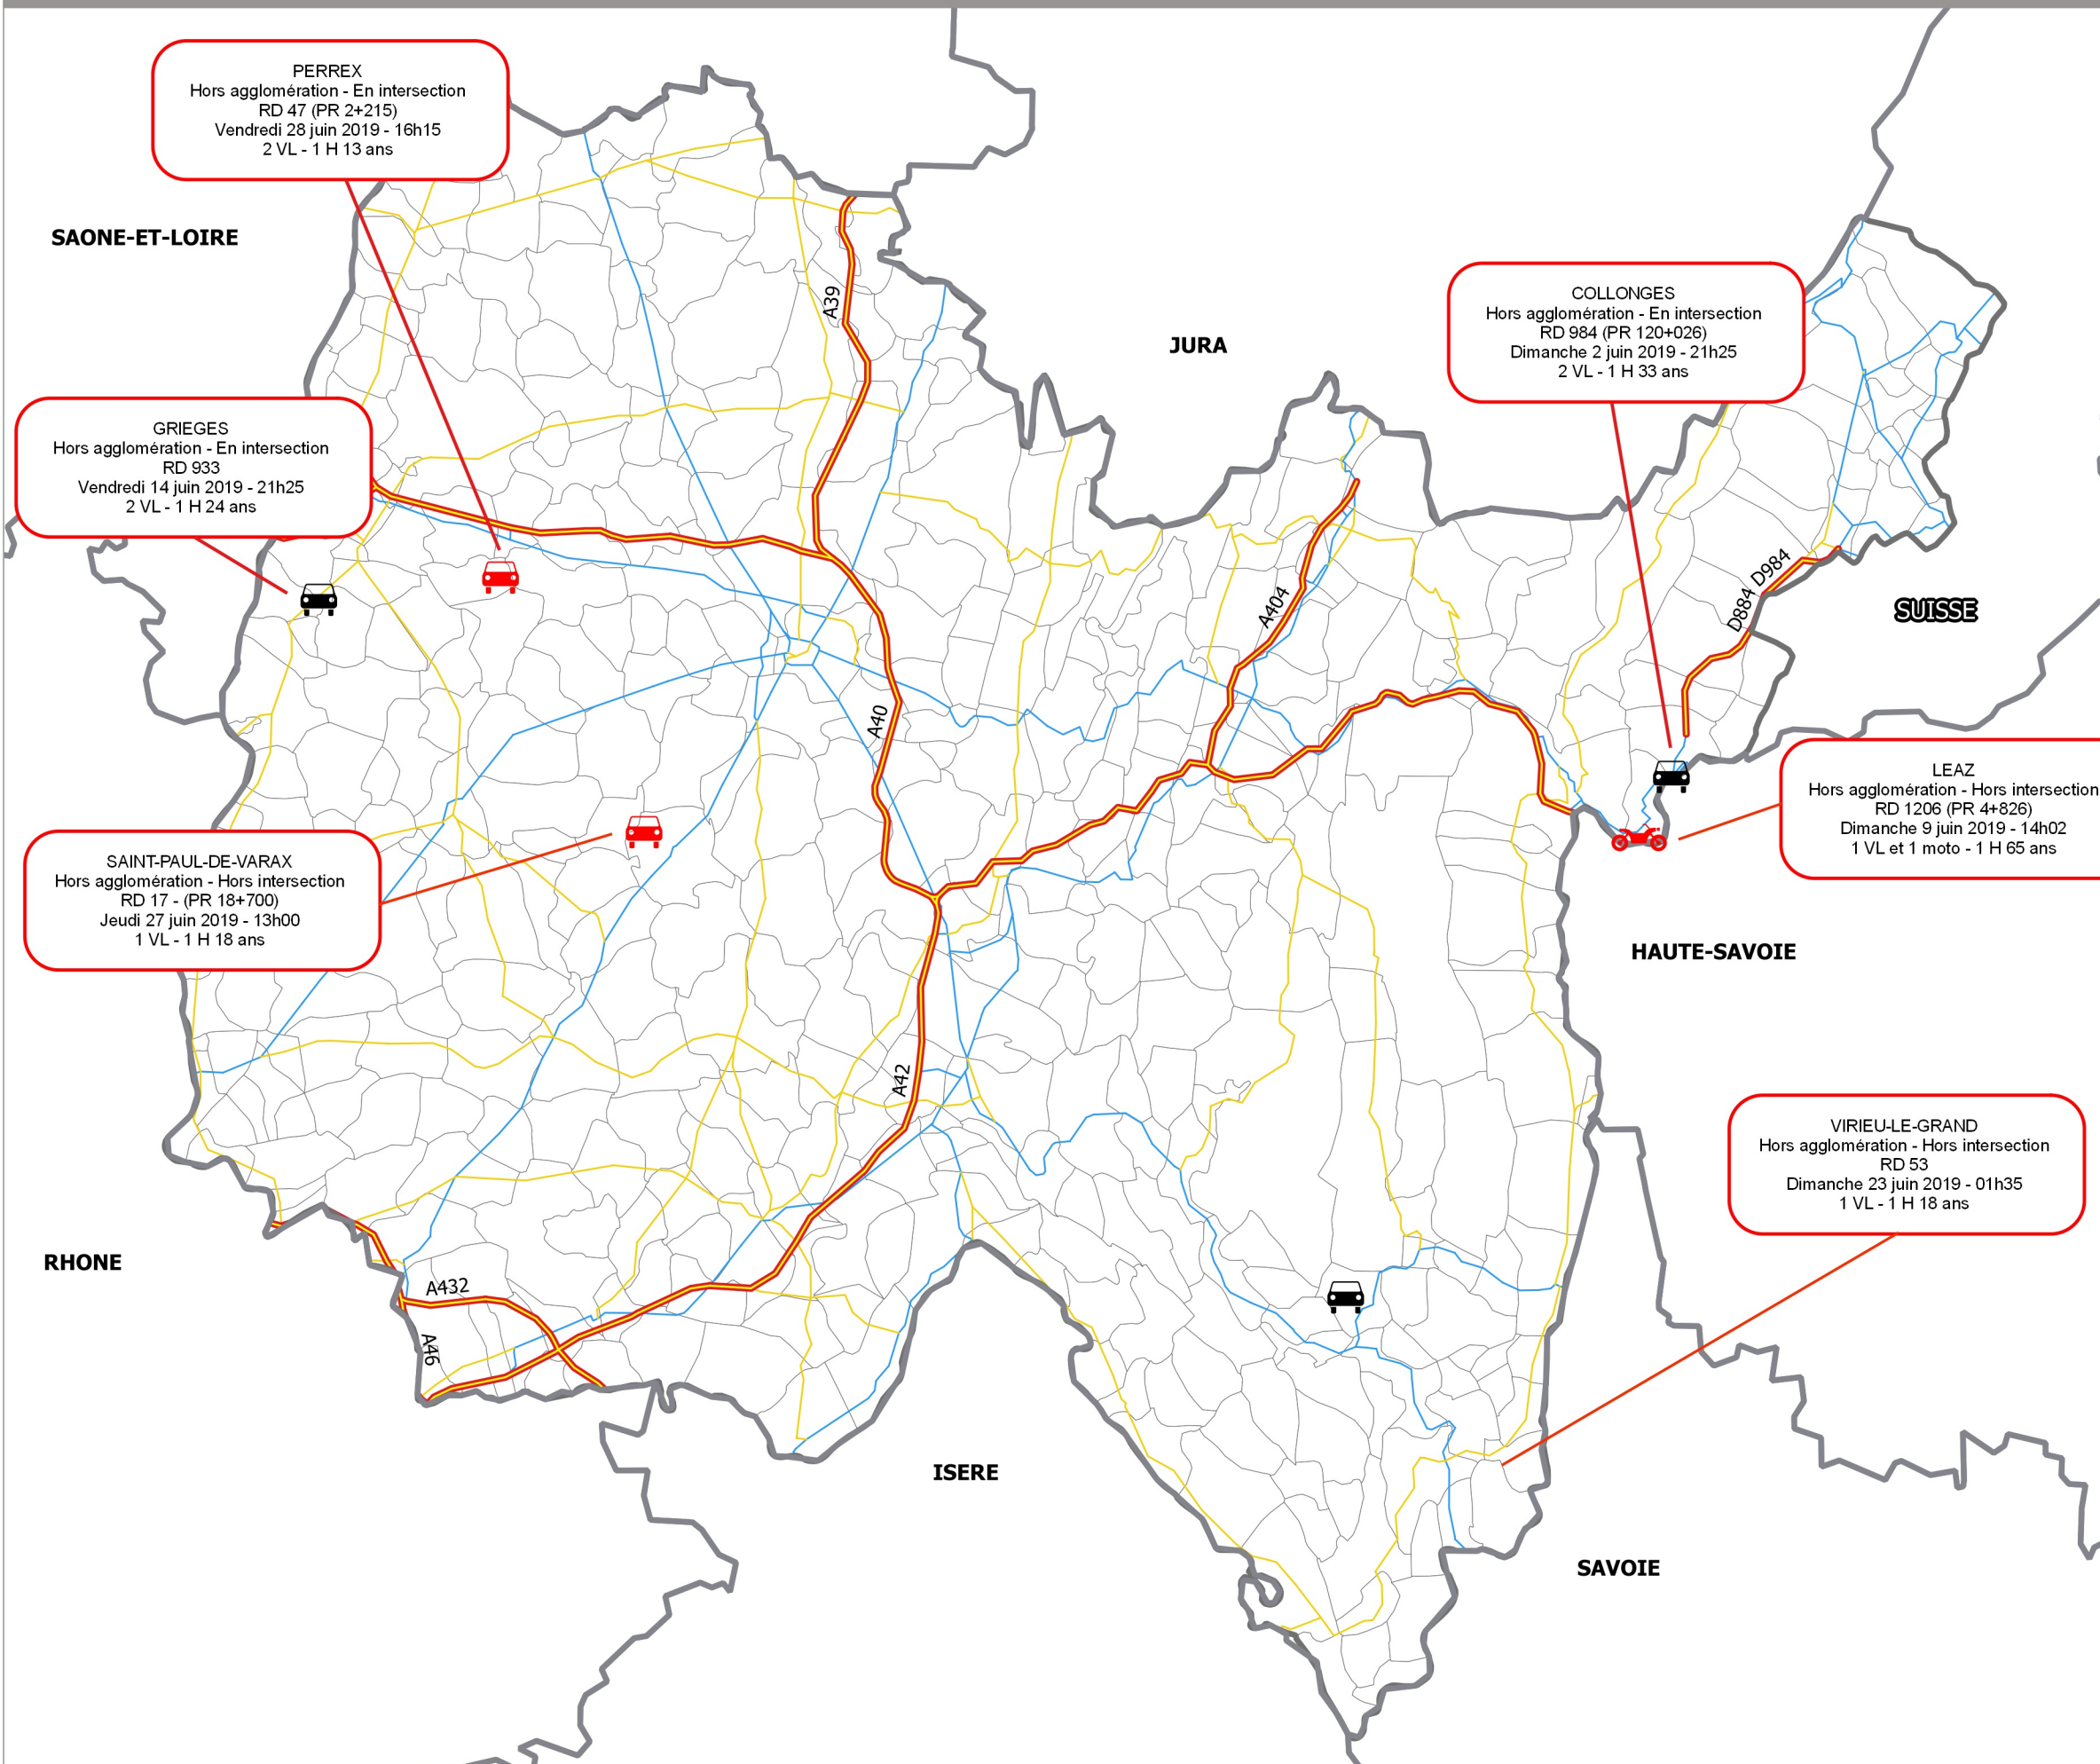 PERREX
Hors agglomération - En intersection
RD 47 (PR 2+215)
Vendredi 28 juin 2019 - 16h15
2 VL - 1 H 13 ans
SAONE-ET-LOIRE
A39
COLLONGES
Hors agglomération - En intersection
RD 984 (PR 120+026)
Dimanche 2 juin 2019 - 21h25
2 VL - 1 H 33 ans
JURA
GRIEGES
Hors agglomération - En intersection
RD 933
Vendredi 14 juin 2019 - 21h25
2 VL - 1 H 24 ans
D984
D884
A404
SUISSE
A40
LEAZ
Hors agglomération - Hors intersection
RD 1206 (PR 4+826)
Dimanche 9 juin 2019 - 14h02
1 VL et 1 moto - 1 H 65 ans
SAINT-PAUL-DE-VARAX
Hors agglomération - Hors intersection
RD 17 - (PR 18+700)
Jeudi 27 juin 2019 - 13h00
1 VL - 1 H 18 ans
HAUTE-SAVOIE
A42
VIRIEU-LE-GRAND
Hors agglomération - Hors intersection
RD 53
Dimanche 23 juin 2019 - 01h35
1 VL - 1 H 18 ans
RHONE
A432
A46
ISERE
SAVOIE